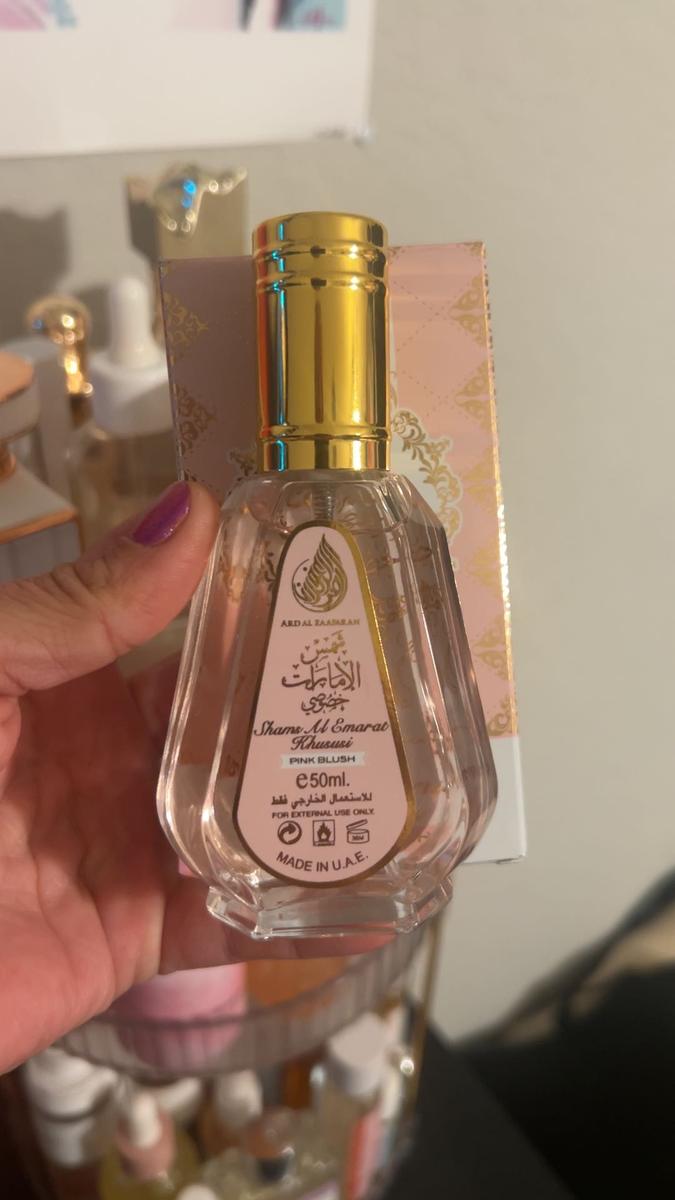 ARD AL ZAAFARAN
شمس
الإمارات
خصوصي
Shams Al Emarat
Khususi
PINK BLUSH
℮50ml.
للاستعمال الخارجي فقط
FOR EXTERNAL USE ONLY.
MADE IN U.A.E.